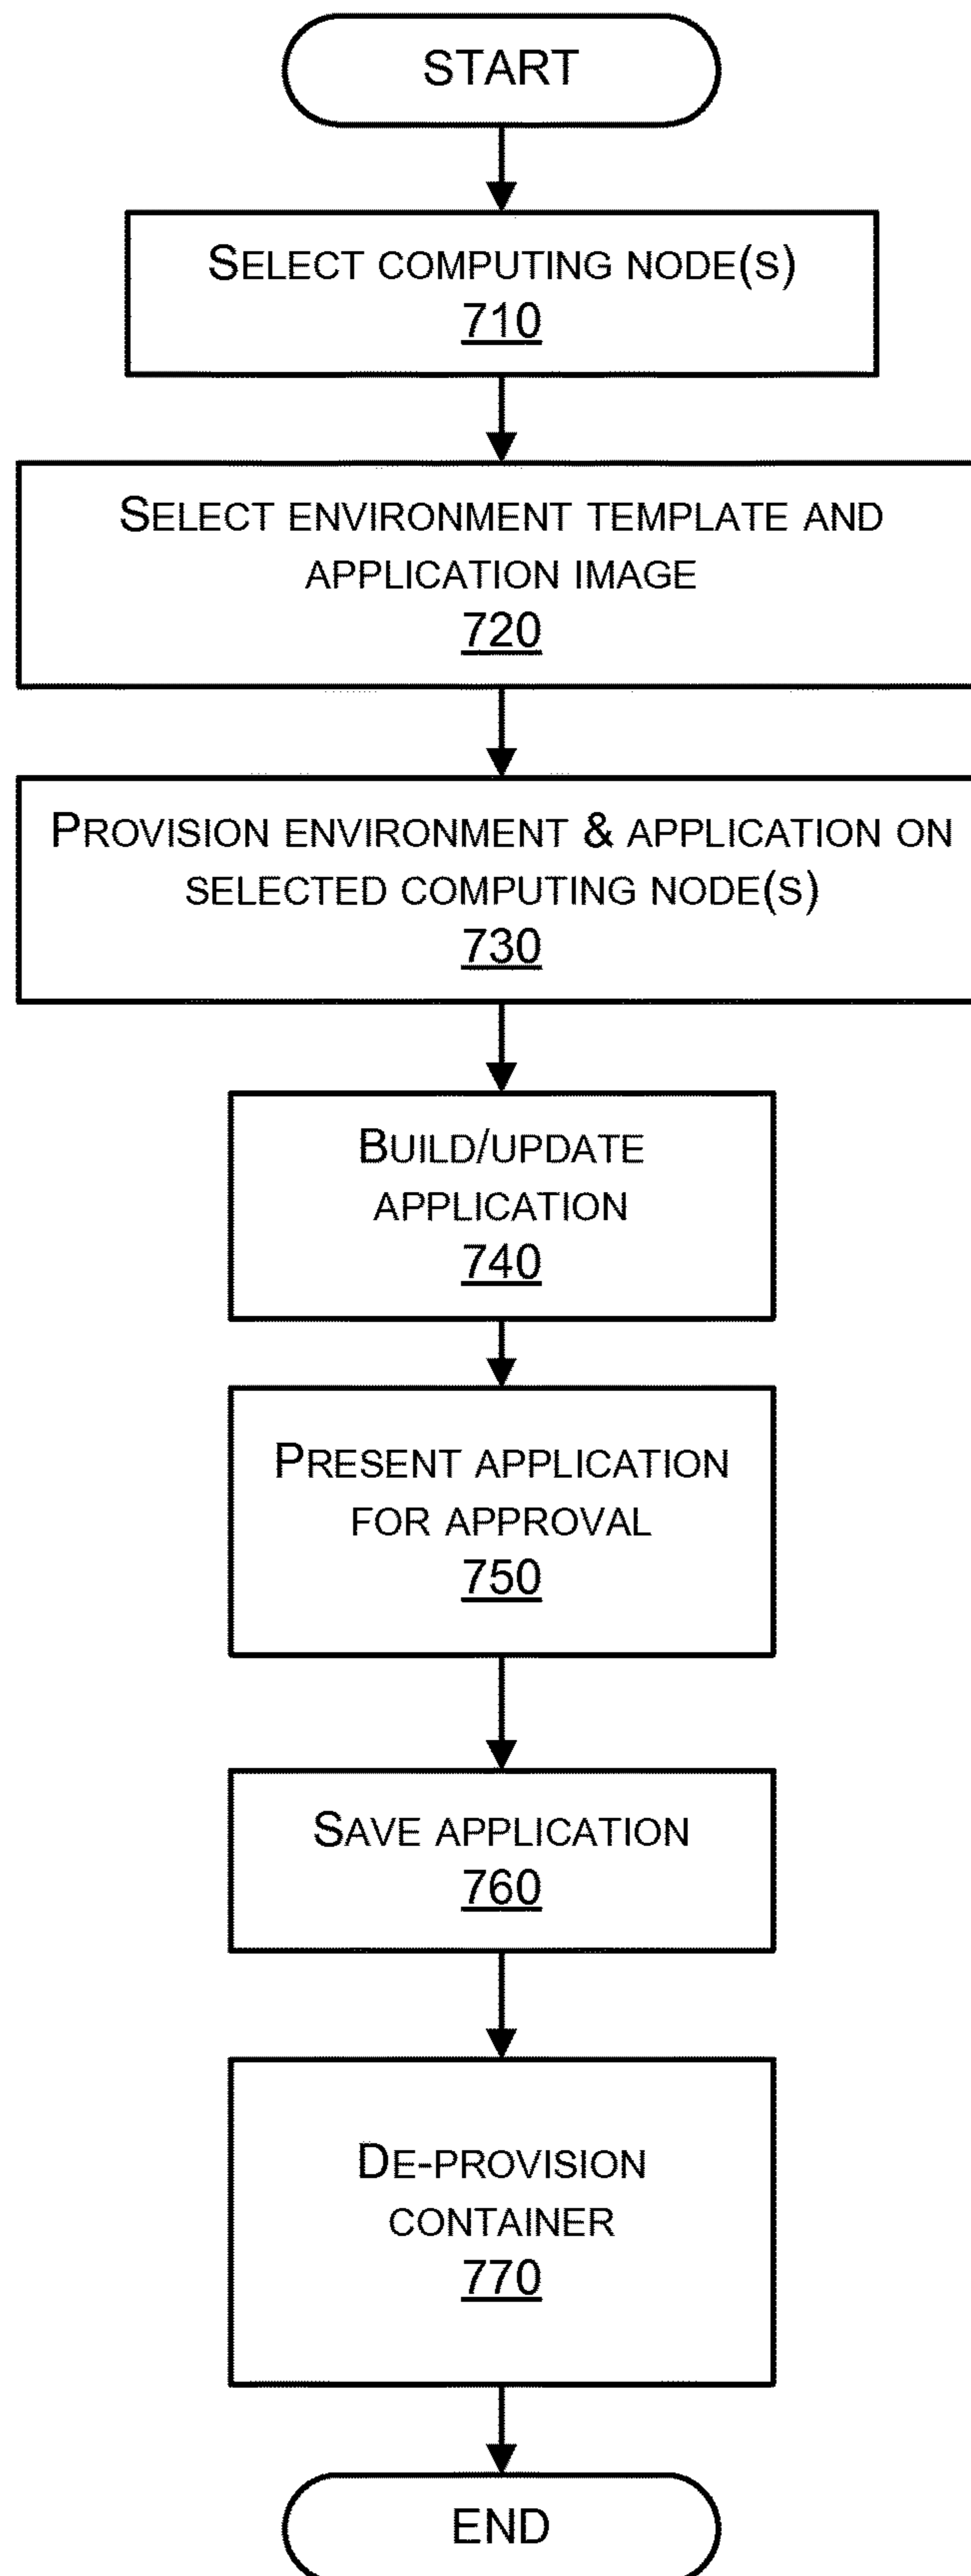 START
SELECT COMPUTING NODE(S)
710
SELECT ENVIRONMENT TEMPLATE AND
APPLICATION IMAGE
720
PROVISION ENVIRONMENT & APPLICATION ON
SELECTED COMPUTING NODE(S)
730
BUILD/UPDATE
APPLICATION
740
PRESENT APPLICATION
FOR APPROVAL
750
SAVE APPLICATION
760
DE-PROVISION
CONTAINER
770
END